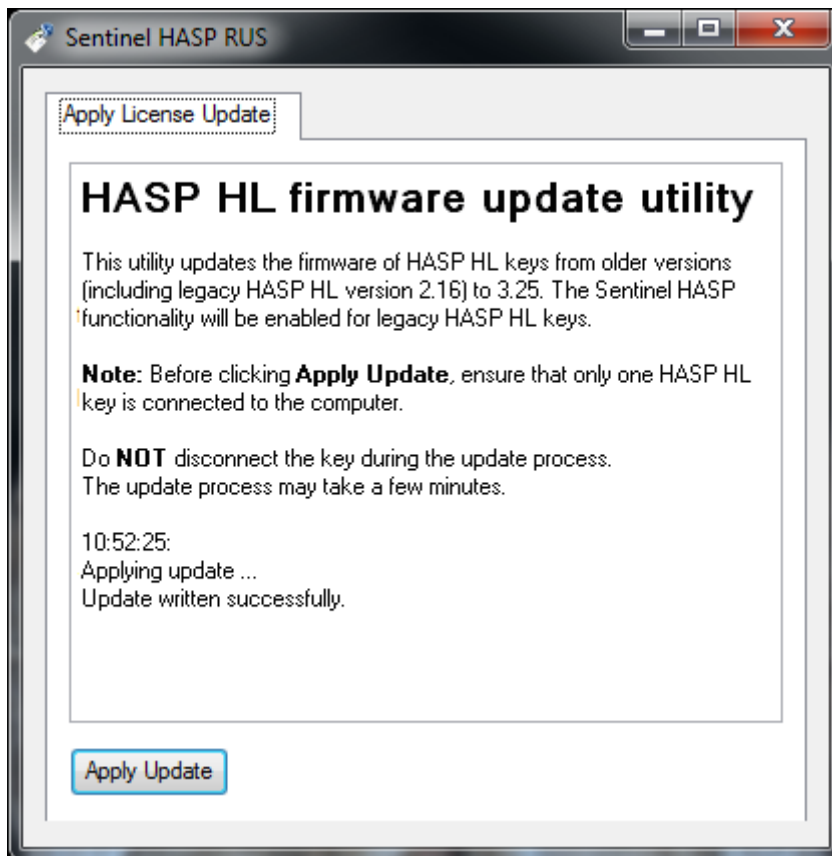 Sentinel HASP RUS
Apply License Update
HASP HL firmware update utility
This utility updates the firmware of HASP HL keys from older versions
(including legacy HASP HL version 2.16) to 3.25. The Sentinel HASP
functionality will be enabled for legacy HASP HL keys.
Note: Before clicking Apply Update, ensure that only one HASP HL
key is connected to the computer.
Do NOT disconnect the key during the update process.
The update process may take a few minutes.
10:52:25:
Applying update ...
Update written successfully.
Apply Update